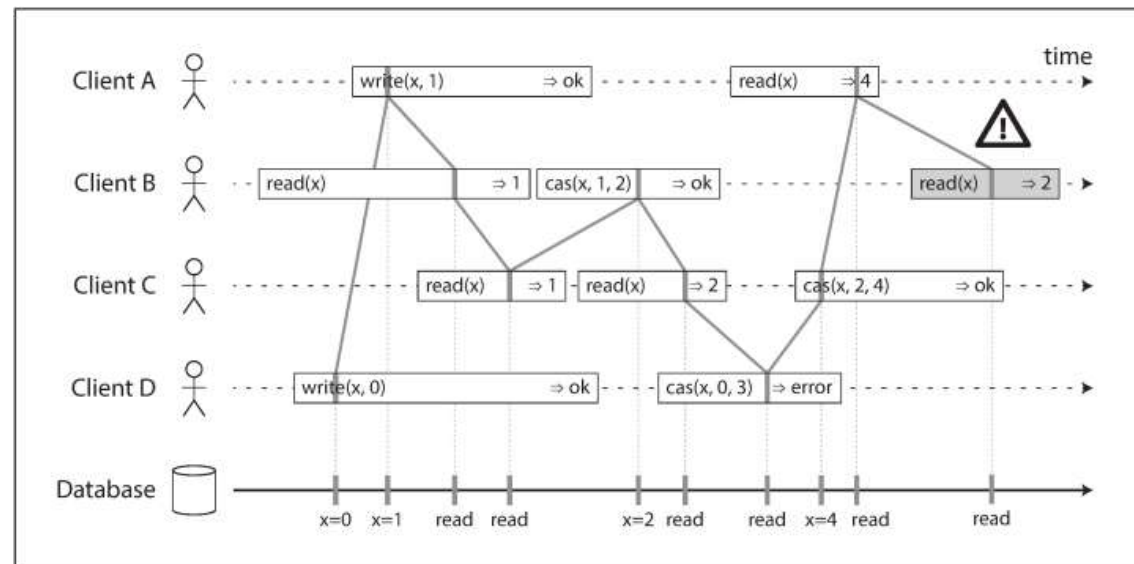 time
Client A write(x, 1) ⇒ ok read(x) ⇒ 4
Client B read(x) ⇒ 1 cas(x, 1, 2) ⇒ ok read(x) ⇒ 2
Client C read(x) ⇒ 1 read(x) ⇒ 2 cas(x, 2, 4) ⇒ ok
Client D write(x, 0) ⇒ ok cas(x, 0, 3) ⇒ error
Database
x=0 x=1 read read x=2 read read x=4 read read